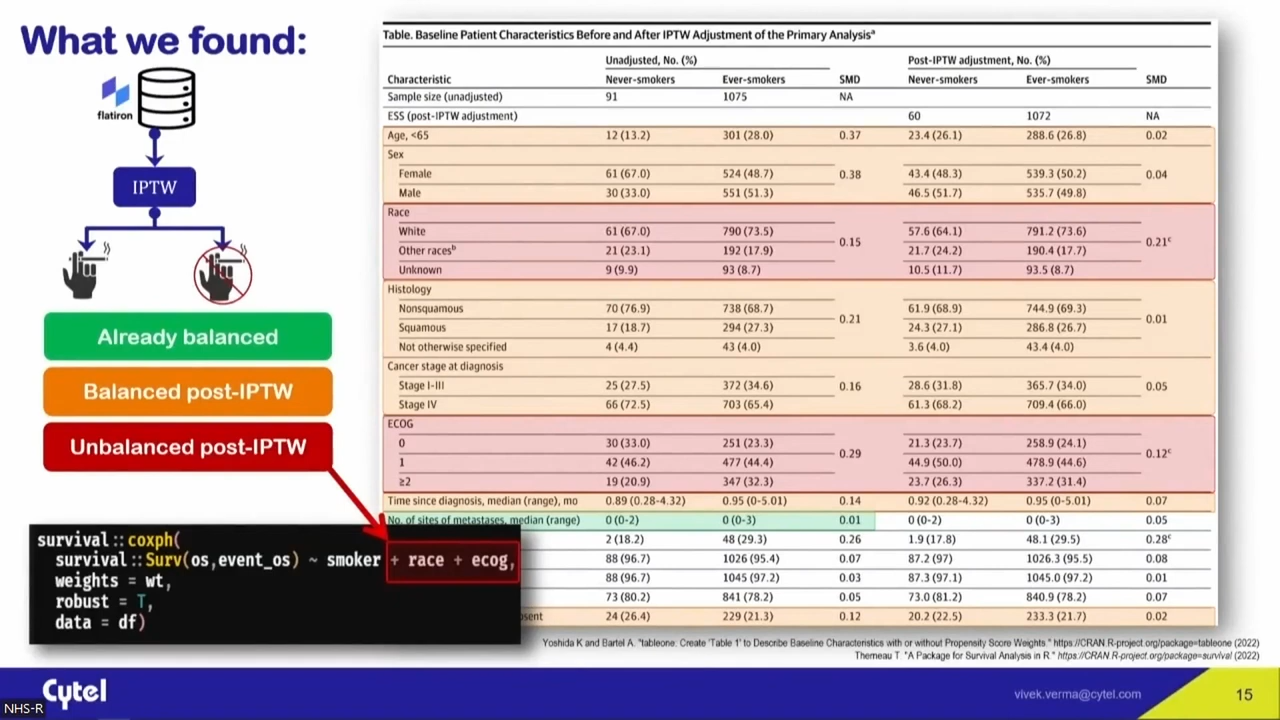 What we found:
flatiron
IPTW
Already balanced
Balanced post-IPTW
Unbalanced post-IPTW
survival::coxph(
survival::Surv(os,event_os) ~ smoker + race + ecog,
weights = wt,
robust = T,
data = df)
Table. Baseline Patient Characteristics Before and After IPTW Adjustment of the Primary Analysisᵃ
Unadjusted, No. (%) Post-IPTW adjustment, No. (%)
Characteristic Never-smokers Ever-smokers SMD Never-smokers Ever-smokers SMD
Sample size (unadjusted) 91 1075 NA
ESS (post-IPTW adjustment) 60 1072 NA
Age, <65 12 (13.2) 301 (28.0) 0.37 23.4 (26.1) 288.6 (26.8) 0.02
Sex
Female 61 (67.0) 524 (48.7) 0.38 43.4 (48.3) 539.3 (50.2) 0.04
Male 30 (33.0) 551 (51.3) 46.5 (51.7) 535.7 (49.8)
Race
White 61 (67.0) 790 (73.5) 57.6 (64.1) 791.2 (73.6)
Other racesᵇ 21 (23.1) 192 (17.9) 0.15 21.7 (24.2) 190.4 (17.7) 0.21ᶜ
Unknown 9 (9.9) 93 (8.7) 10.5 (11.7) 93.5 (8.7)
Histology
Nonsquamous 70 (76.9) 738 (68.7) 61.9 (68.9) 744.9 (69.3)
Squamous 17 (18.7) 294 (27.3) 0.21 24.3 (27.1) 286.8 (26.7) 0.01
Not otherwise specified 4 (4.4) 43 (4.0) 3.6 (4.0) 43.4 (4.0)
Cancer stage at diagnosis
Stage I-III 25 (27.5) 372 (34.6) 0.16 28.6 (31.8) 365.7 (34.0) 0.05
Stage IV 66 (72.5) 703 (65.4) 61.3 (68.2) 709.4 (66.0)
ECOG
0 30 (33.0) 251 (23.3) 21.3 (23.7) 258.9 (24.1)
1 42 (46.2) 477 (44.4) 0.29 44.9 (50.0) 478.9 (44.6) 0.12ᶜ
≥2 19 (20.9) 347 (32.3) 23.7 (26.3) 337.2 (31.4)
Time since diagnosis, median (range), mo 0.89 (0.28-4.32) 0.95 (0-5.01) 0.14 0.92 (0.28-4.32) 0.95 (0-5.01) 0.07
No. of sites of metastases, median (range) 0 (0-2) 0 (0-3) 0.01 0 (0-2) 0 (0-3) 0.05
2 (18.2) 48 (29.3) 0.26 1.9 (17.8) 48.1 (29.5) 0.28ᶜ
88 (96.7) 1026 (95.4) 0.07 87.2 (97) 1026.3 (95.5) 0.08
88 (96.7) 1045 (97.2) 0.03 87.3 (97.1) 1045.0 (97.2) 0.01
73 (80.2) 841 (78.2) 0.05 73.0 (81.2) 840.9 (78.2) 0.07
sent 24 (26.4) 229 (21.3) 0.12 20.2 (22.5) 233.3 (21.7) 0.02
Yoshida K and Bartel A. "tableone: Create 'Table 1' to Describe Baseline Characteristics with or without Propensity Score Weights." https://CRAN.R-project.org/package=tableone (2022)
Therneau T. "A Package for Survival Analysis in R." https://CRAN.R-project.org/package=survival (2022)
Cytel
NHS-R
vivek.verma@cytel.com
15